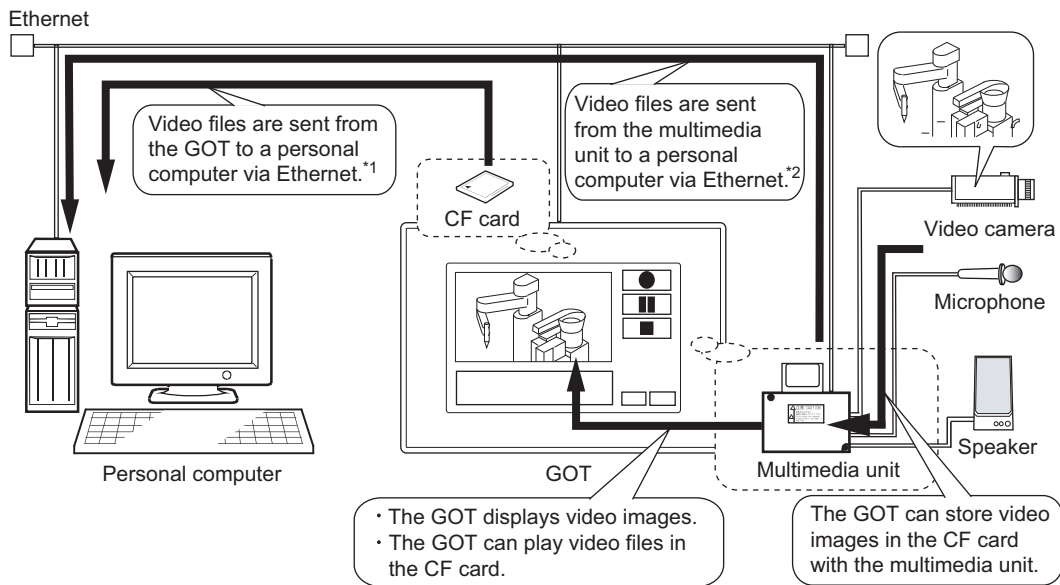 Ethernet
Video files are sent from
the GOT to a personal
computer via Ethernet.*1
Video files are sent
from the multimedia
unit to a personal
computer via Ethernet.*2
CF card
Video camera
Microphone
Speaker
Personal computer
GOT
Multimedia unit
・The GOT displays video images.
・The GOT can play video files in
the CF card.
The GOT can store video
images in the CF card
with the multimedia unit.